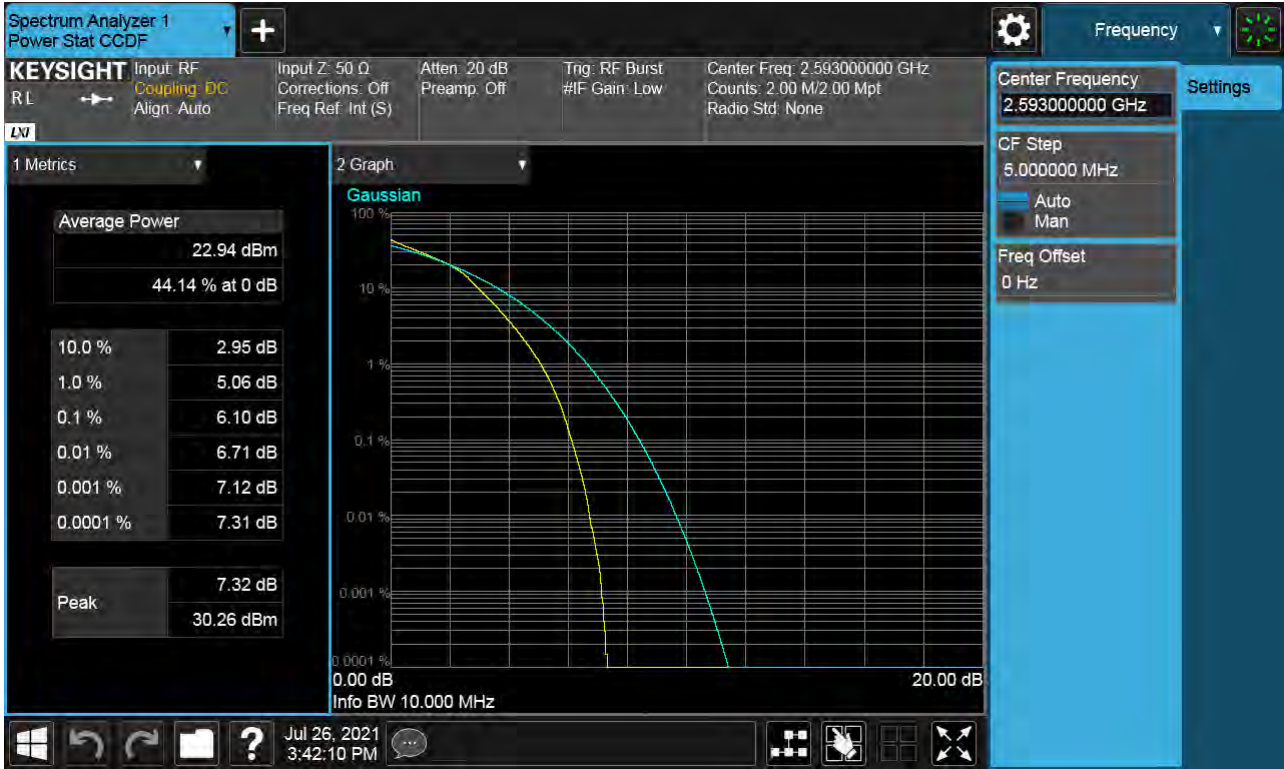 Spectrum Analyzer 1
Power Stat CCDF
+
Frequency
KEYSIGHT
RL
LXI
Input: RF
Coupling: DC
Align: Auto
Input Z: 50 Ω
Corrections: Off
Freq Ref: Int (S)
Atten: 20 dB
Preamp: Off
Trig: RF Burst
#IF Gain: Low
Center Freq: 2.593000000 GHz
Counts: 2.00 M/2.00 Mpt
Radio Std: None
Center Frequency
2.593000000 GHz
Settings
CF Step
5.000000 MHz
Auto
Man
Freq Offset
0 Hz
1 Metrics
Average Power
22.94 dBm
44.14 % at 0 dB
10.0 % 2.95 dB
1.0 % 5.06 dB
0.1 % 6.10 dB
0.01 % 6.71 dB
0.001 % 7.12 dB
0.0001 % 7.31 dB
Peak
7.32 dB
30.26 dBm
2 Graph
Gaussian
100 %
10 %
1 %
0.1 %
0.01 %
0.001 %
0.0001 %
0.00 dB 20.00 dB
Info BW 10.000 MHz
?
Jul 26, 2021
3:42:10 PM